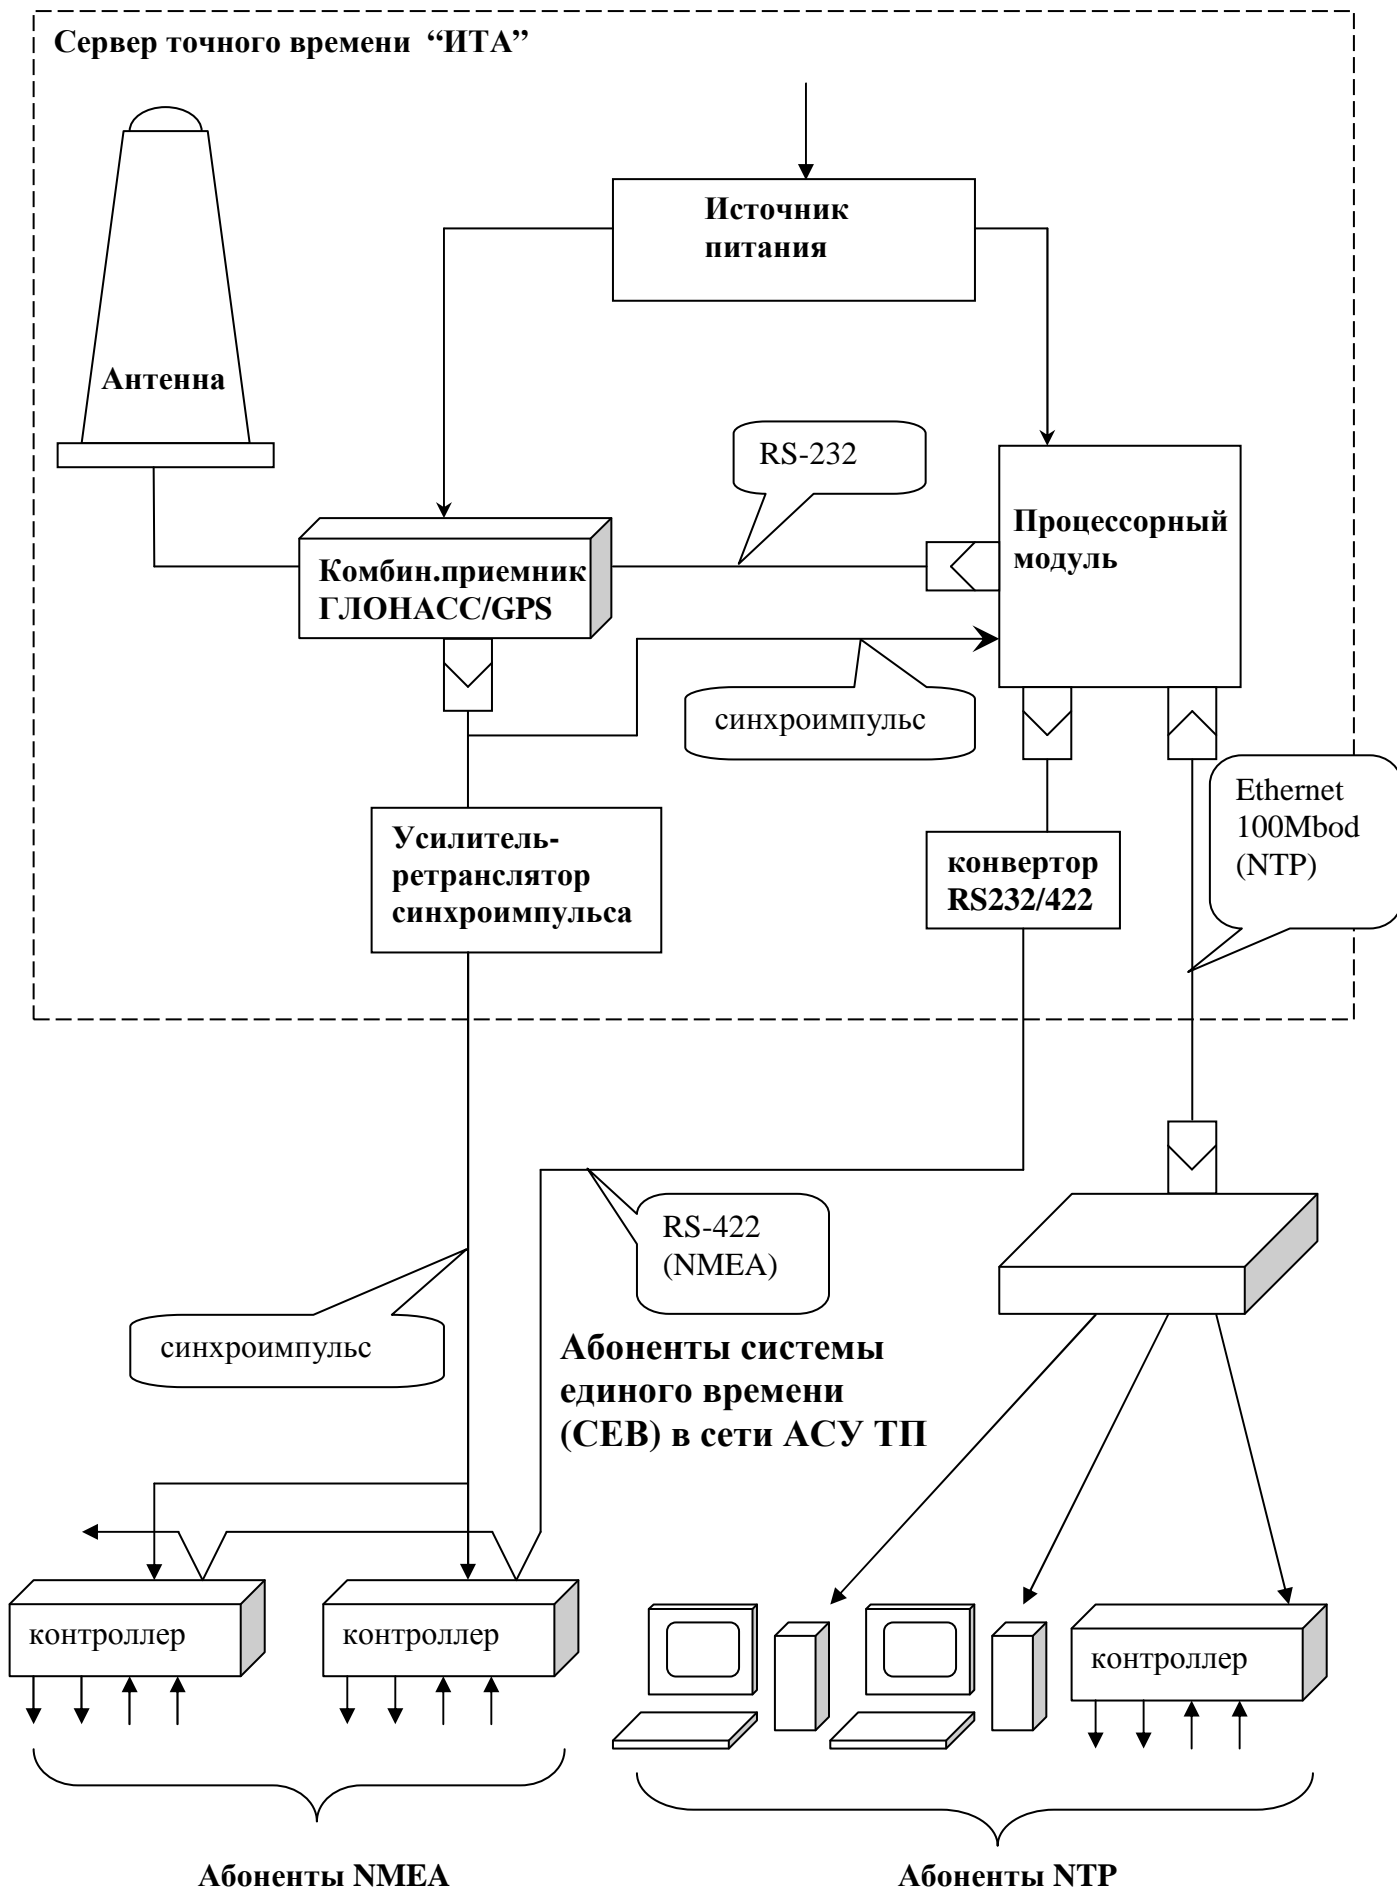 Сервер точного времени “ИТА”
Источник
питания
Антенна
RS-232
Процессорный
модуль
Комбин.приемник
ГЛОНАСС/GPS
синхроимпульс
Ethernet
100Mbod
(NTP)
Усилитель-
ретранслятор
синхроимпульса
конвертор
RS232/422
RS-422
(NMEA)
синхроимпульс
Абоненты системы
единого времени
(СЕВ) в сети АСУ ТП
контроллер
контроллер
контроллер
Абоненты NMEA
Абоненты NTP